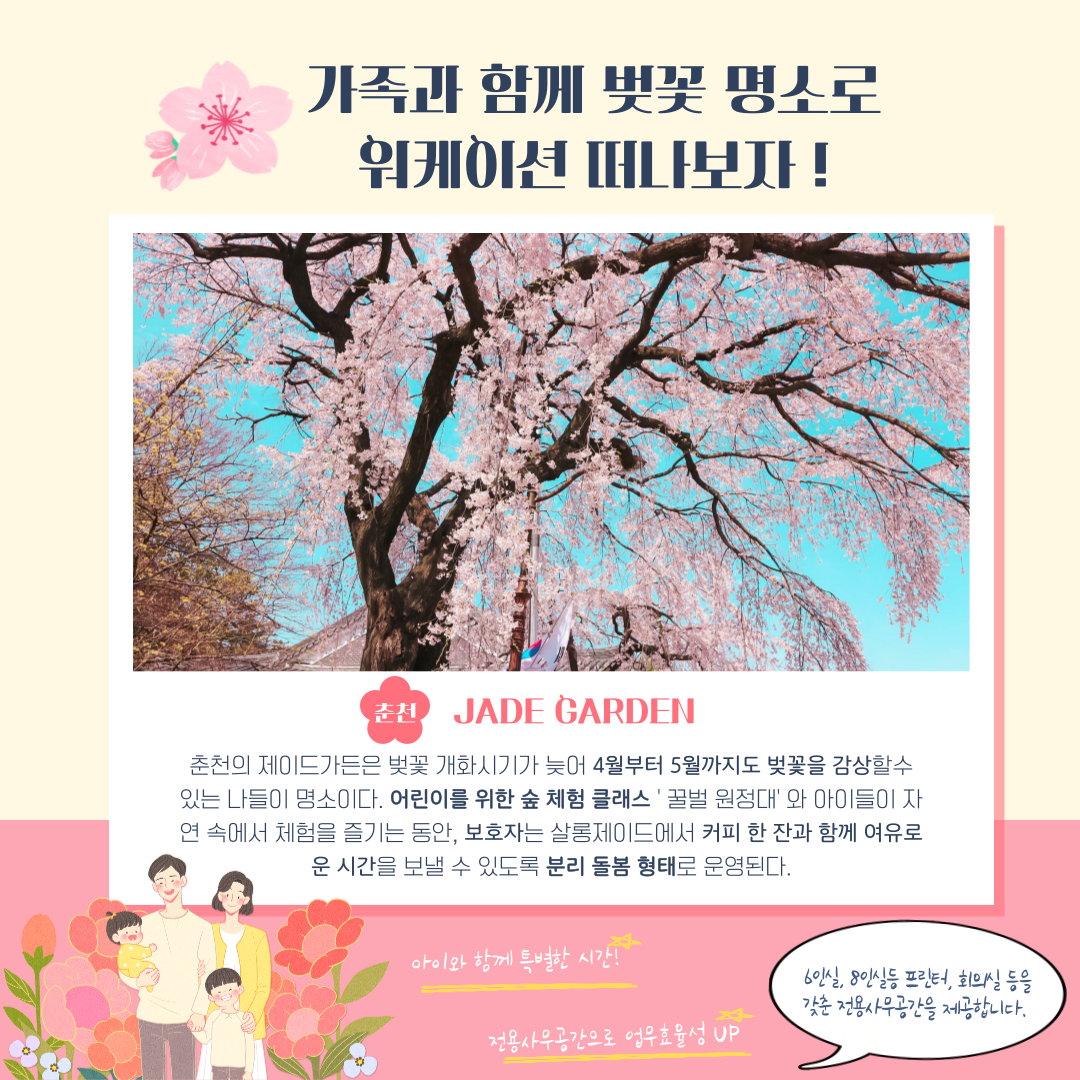 가족과 함께 벚꽃 명소로
워케이션 떠나보자 !
춘천 JADE GARDEN
춘천의 제이드가든은 벚꽃 개화시기가 늦어 4월부터 5월까지도 벚꽃을 감상할수
있는 나들이 명소이다. 어린이를 위한 숲 체험 클래스 ' 꿀벌 원정대' 와 아이들이 자
연 속에서 체험을 즐기는 동안, 보호자는 살롱제이드에서 커피 한 잔과 함께 여유로
운 시간을 보낼 수 있도록 분리 돌봄 형태로 운영된다.
아이와 함께 특별한 시간!
전용사무공간으로 업무효율성 UP
6인실, 8인실등 프린터, 회의실 등을
갖춘 전용사무공간을 제공합니다.